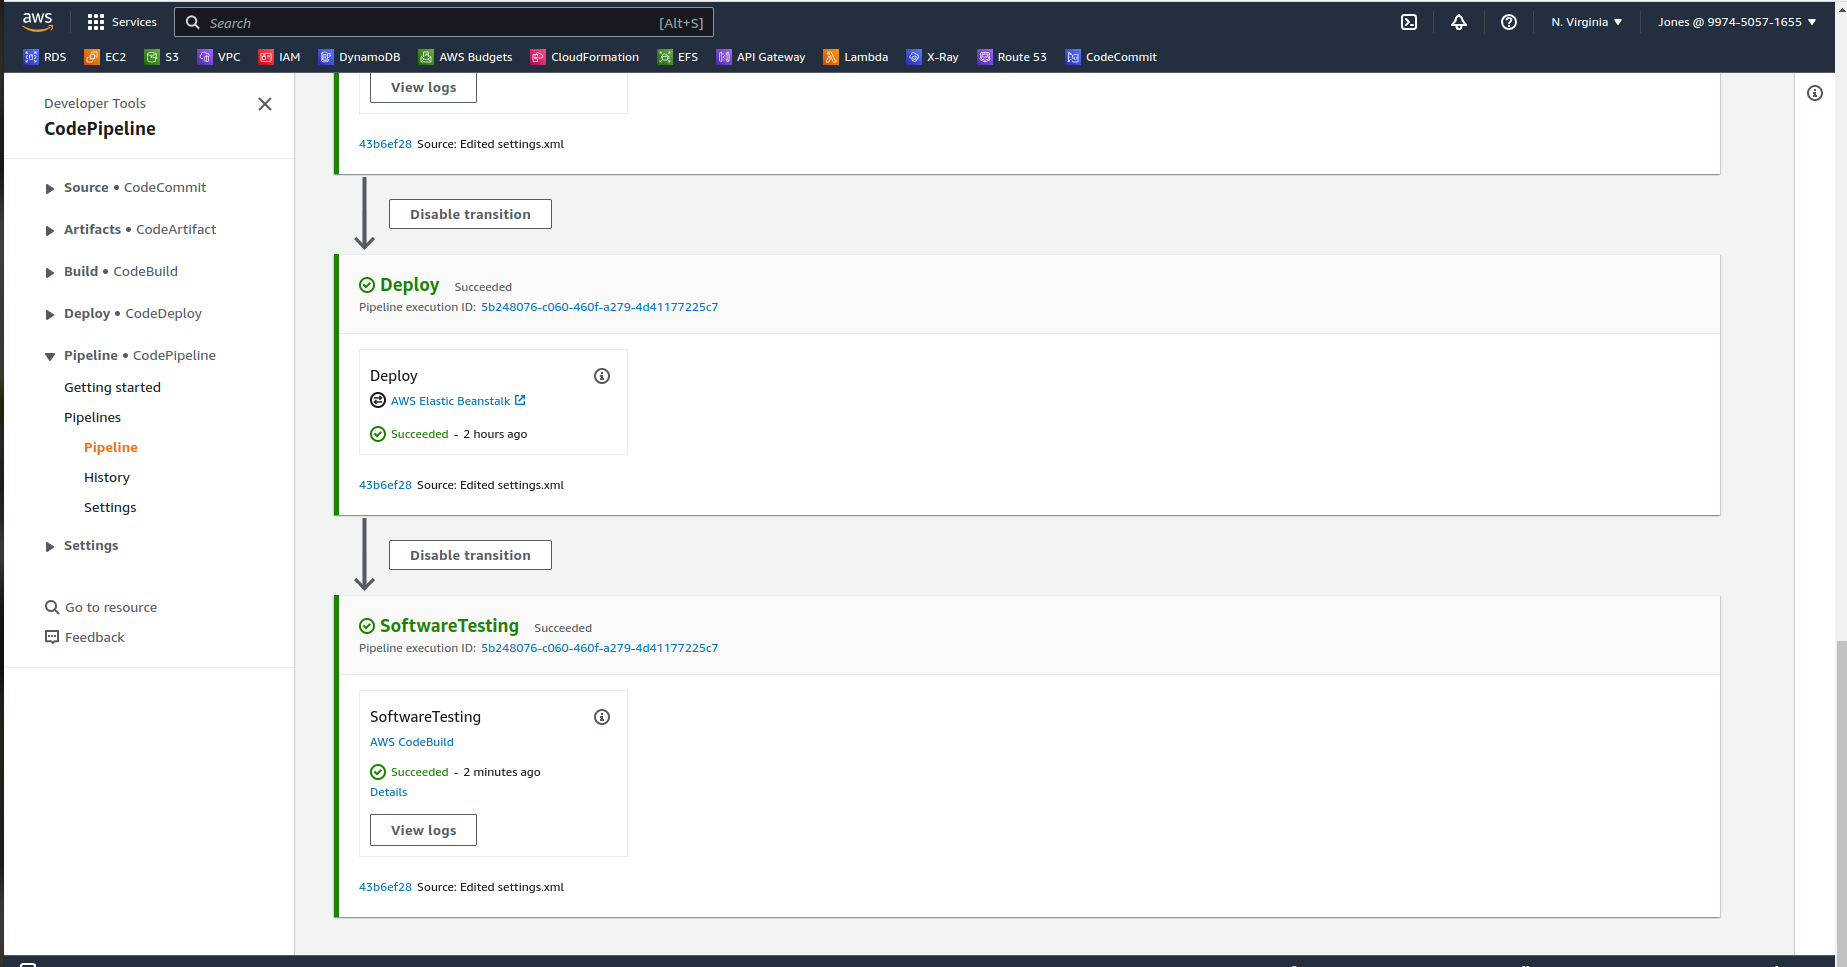 aws
Services
Search [Alt+S]
N. Virginia
Jones @ 9974-5057-1655
RDS EC2 S3 VPC IAM DynamoDB AWS Budgets CloudFormation EFS API Gateway Lambda X-Ray Route 53 CodeCommit
Developer Tools
CodePipeline
Source • CodeCommit
Artifacts • CodeArtifact
Build • CodeBuild
Deploy • CodeDeploy
Pipeline • CodePipeline
Getting started
Pipelines
Pipeline
History
Settings
Settings
Go to resource
Feedback
View logs
43b6ef28 Source: Edited settings.xml
Disable transition
Deploy Succeeded
Pipeline execution ID: 5b248076-c060-460f-a279-4d41177225c7
Deploy
AWS Elastic Beanstalk
Succeeded - 2 hours ago
43b6ef28 Source: Edited settings.xml
Disable transition
SoftwareTesting Succeeded
Pipeline execution ID: 5b248076-c060-460f-a279-4d41177225c7
SoftwareTesting
AWS CodeBuild
Succeeded - 2 minutes ago
Details
View logs
43b6ef28 Source: Edited settings.xml